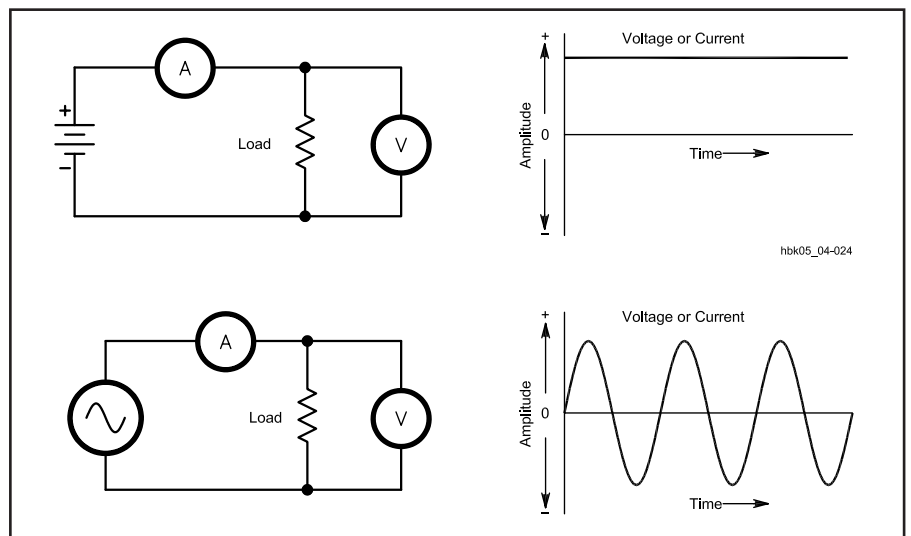 A
+
Load
V
−
+
Voltage or Current
Amplitude
0
Time
−
hbk05_04-024
A
Load
V
+
Voltage or Current
Amplitude
0
Time
−